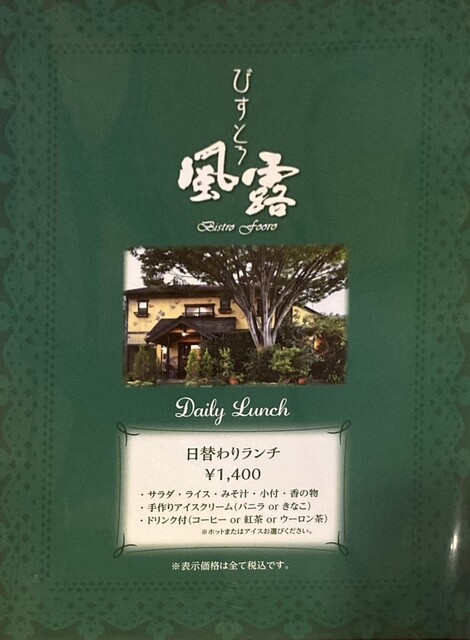 びすとろ
風露
Bistro Fooro
Daily Lunch
日替わりランチ
¥1,400
・サラダ・ライス・みそ汁・小付・香の物
・手作りアイスクリーム(バニラ or きなこ)
・ドリンク付(コーヒー or 紅茶 or ウーロン茶)
※ホットまたはアイスお選びください。
※表示価格は全て税込です。